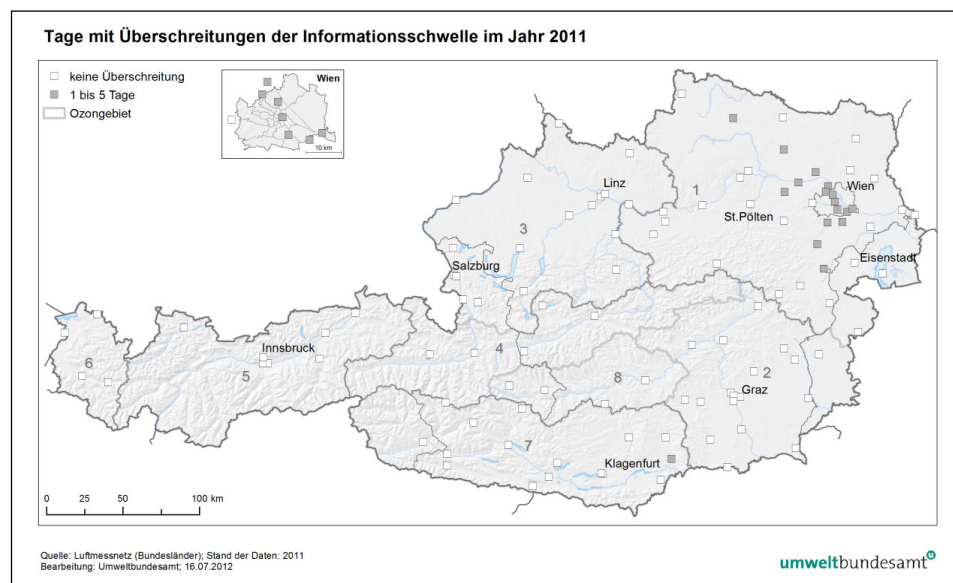 Tage mit Überschreitungen der Informationsschwelle im Jahr 2011
keine Überschreitung
1 bis 5 Tage
Ozongebiet
Wien
10 km
Linz
1
Wien
St.Pölten
3
Salzburg
Eisenstadt
Innsbruck
4
6
5
8
2
Graz
7
Klagenfurt
0 25 50 100 km
Quelle: Luftmessnetz (Bundesländer); Stand der Daten: 2011
Bearbeitung: Umweltbundesamt; 16.07.2012
umweltbundesamt u